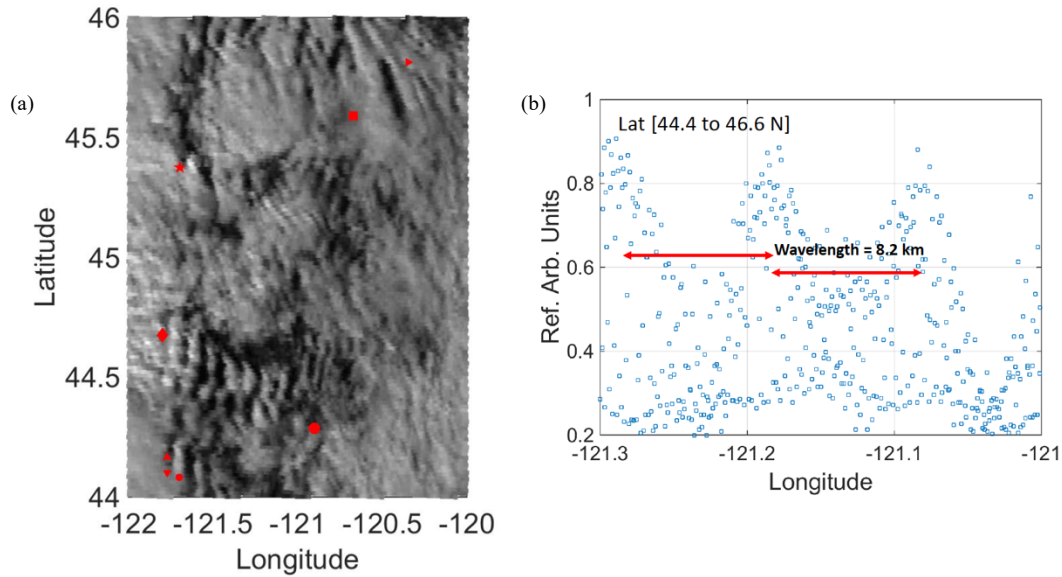 (a)
46
45.5
45
44.5
44
Latitude
-122 -121.5 -121 -120.5 -120
Longitude
(b)
Lat [44.4 to 46.6 N]
Wavelength = 8.2 km
1
0.8
0.6
0.4
0.2
Ref. Arb. Units
-121.3 -121.2 -121.1 -121
Longitude